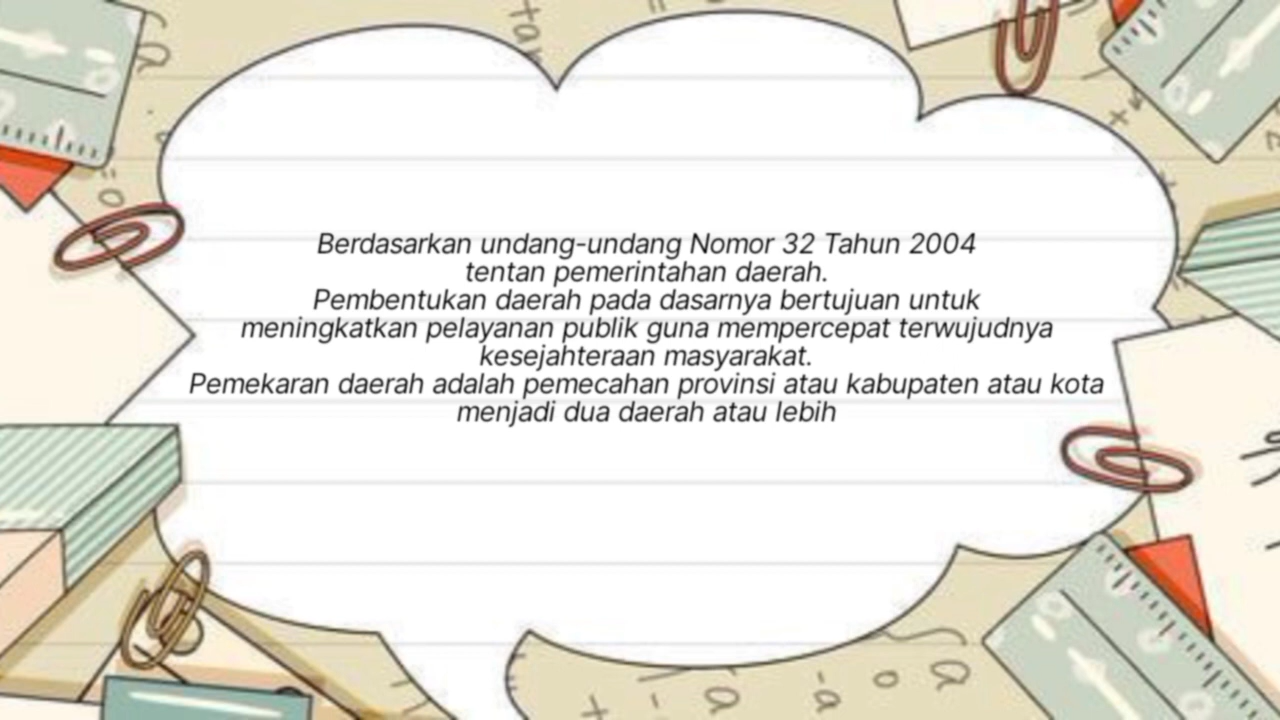 Berdasarkan undang-undang Nomor 32 Tahun 2004
tentan pemerintahan daerah.
Pembentukan daerah pada dasarnya bertujuan untuk
meningkatkan pelayanan publik guna mempercepat terwujudnya
kesejahteraan masyarakat.
Pemekaran daerah adalah pemecahan provinsi atau kabupaten atau kota
menjadi dua daerah atau lebih